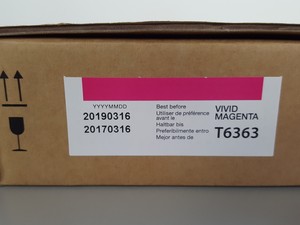 YYYYMMDD
20190316
20170316
Best before
Utiliser de préférence
avant le
Haltbar bis
Preferibilmente entro
Mejor antes de
VIVID
MAGENTA
T6363